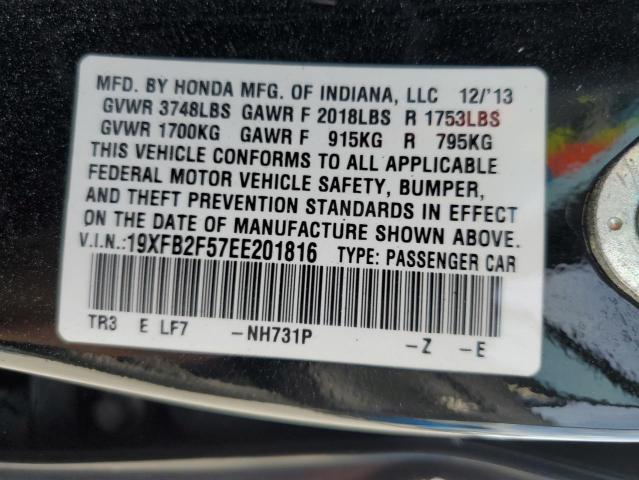 MFD. BY HONDA MFG. OF INDIANA, LLC 12/'13
GVWR 3748LBS GAWR F 2018LBS R 1753LBS
GVWR 1700KG GAWR F 915KG R 795KG
THIS VEHICLE CONFORMS TO ALL APPLICABLE
FEDERAL MOTOR VEHICLE SAFETY, BUMPER,
AND THEFT PREVENTION STANDARDS IN EFFECT
ON THE DATE OF MANUFACTURE SHOWN ABOVE.
V.I.N.:19XFB2F57EE201816 TYPE: PASSENGER CAR
TR3 E LF7 -NH731P -Z -E